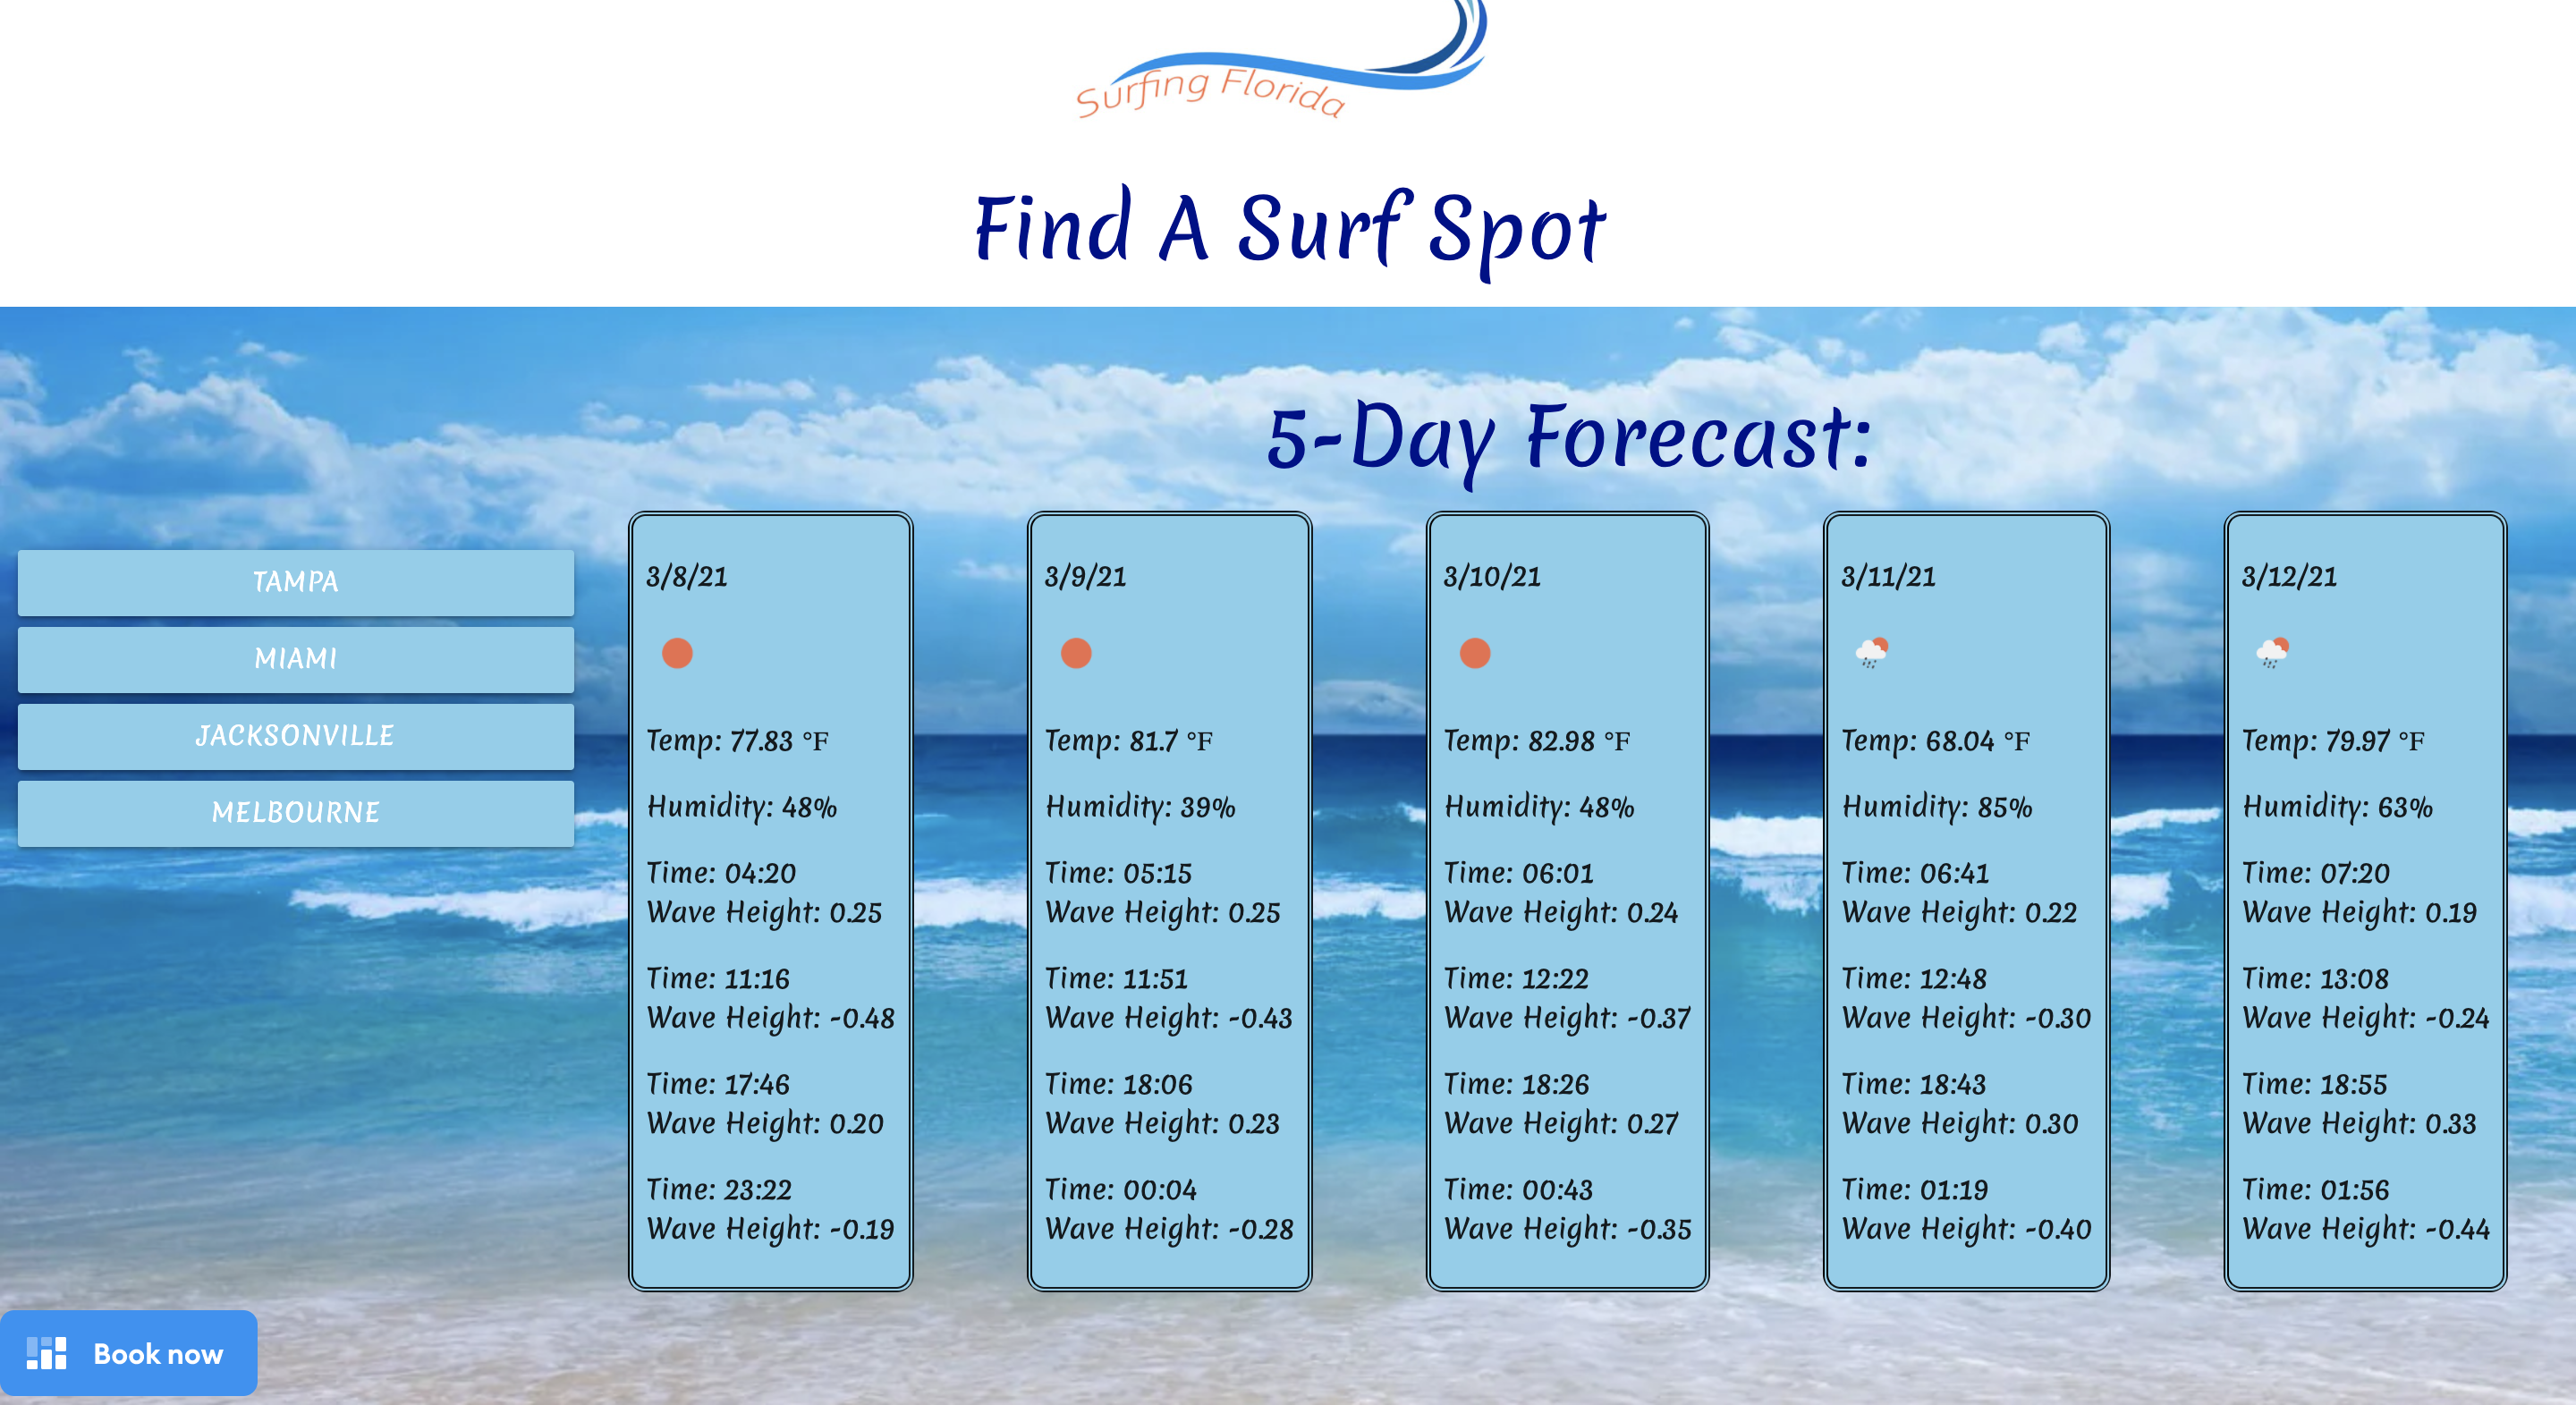 Surfing Florida
Find A Surf Spot
5-Day Forecast:
TAMPA
MIAMI
JACKSONVILLE
MELBOURNE
3/8/21
Temp: 77.83 °F
Humidity: 48%
Time: 04:20
Wave Height: 0.25
Time: 11:16
Wave Height: -0.48
Time: 17:46
Wave Height: 0.20
Time: 23:22
Wave Height: -0.19
3/9/21
Temp: 81.7 °F
Humidity: 39%
Time: 05:15
Wave Height: 0.25
Time: 11:51
Wave Height: -0.43
Time: 18:06
Wave Height: 0.23
Time: 00:04
Wave Height: -0.28
3/10/21
Temp: 82.98 °F
Humidity: 48%
Time: 06:01
Wave Height: 0.24
Time: 12:22
Wave Height: -0.37
Time: 18:26
Wave Height: 0.27
Time: 00:43
Wave Height: -0.35
3/11/21
Temp: 68.04 °F
Humidity: 85%
Time: 06:41
Wave Height: 0.22
Time: 12:48
Wave Height: -0.30
Time: 18:43
Wave Height: 0.30
Time: 01:19
Wave Height: -0.40
3/12/21
Temp: 79.97 °F
Humidity: 63%
Time: 07:20
Wave Height: 0.19
Time: 13:08
Wave Height: -0.24
Time: 18:55
Wave Height: 0.33
Time: 01:56
Wave Height: -0.44
Book now